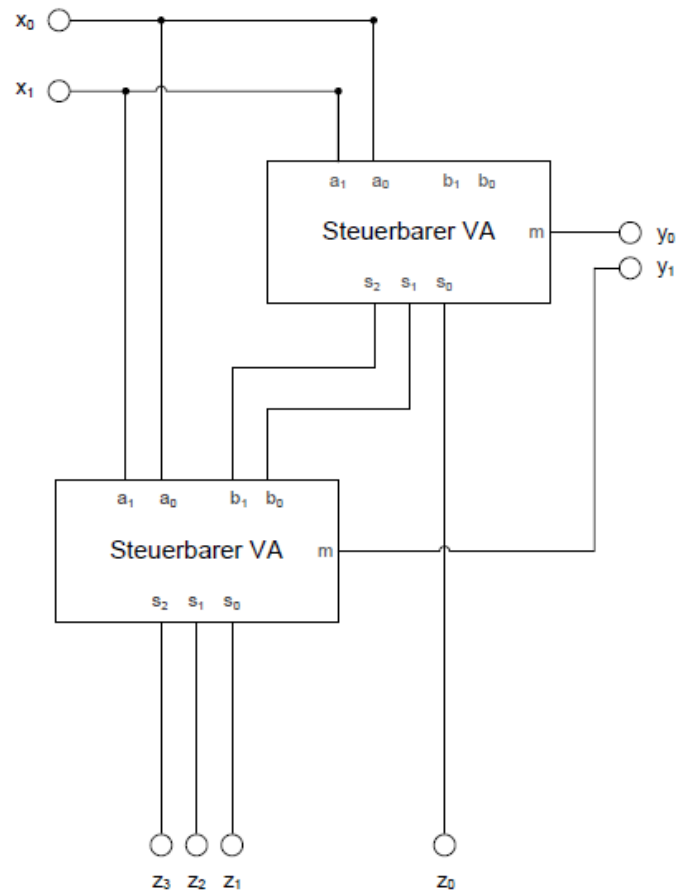 x₀
x₁
a₁ a₀ b₁ b₀
Steuerbarer VA m
y₀
y₁
s₂ s₁ s₀
a₁ a₀ b₁ b₀
Steuerbarer VA m
s₂ s₁ s₀
z₃ z₂ z₁ z₀